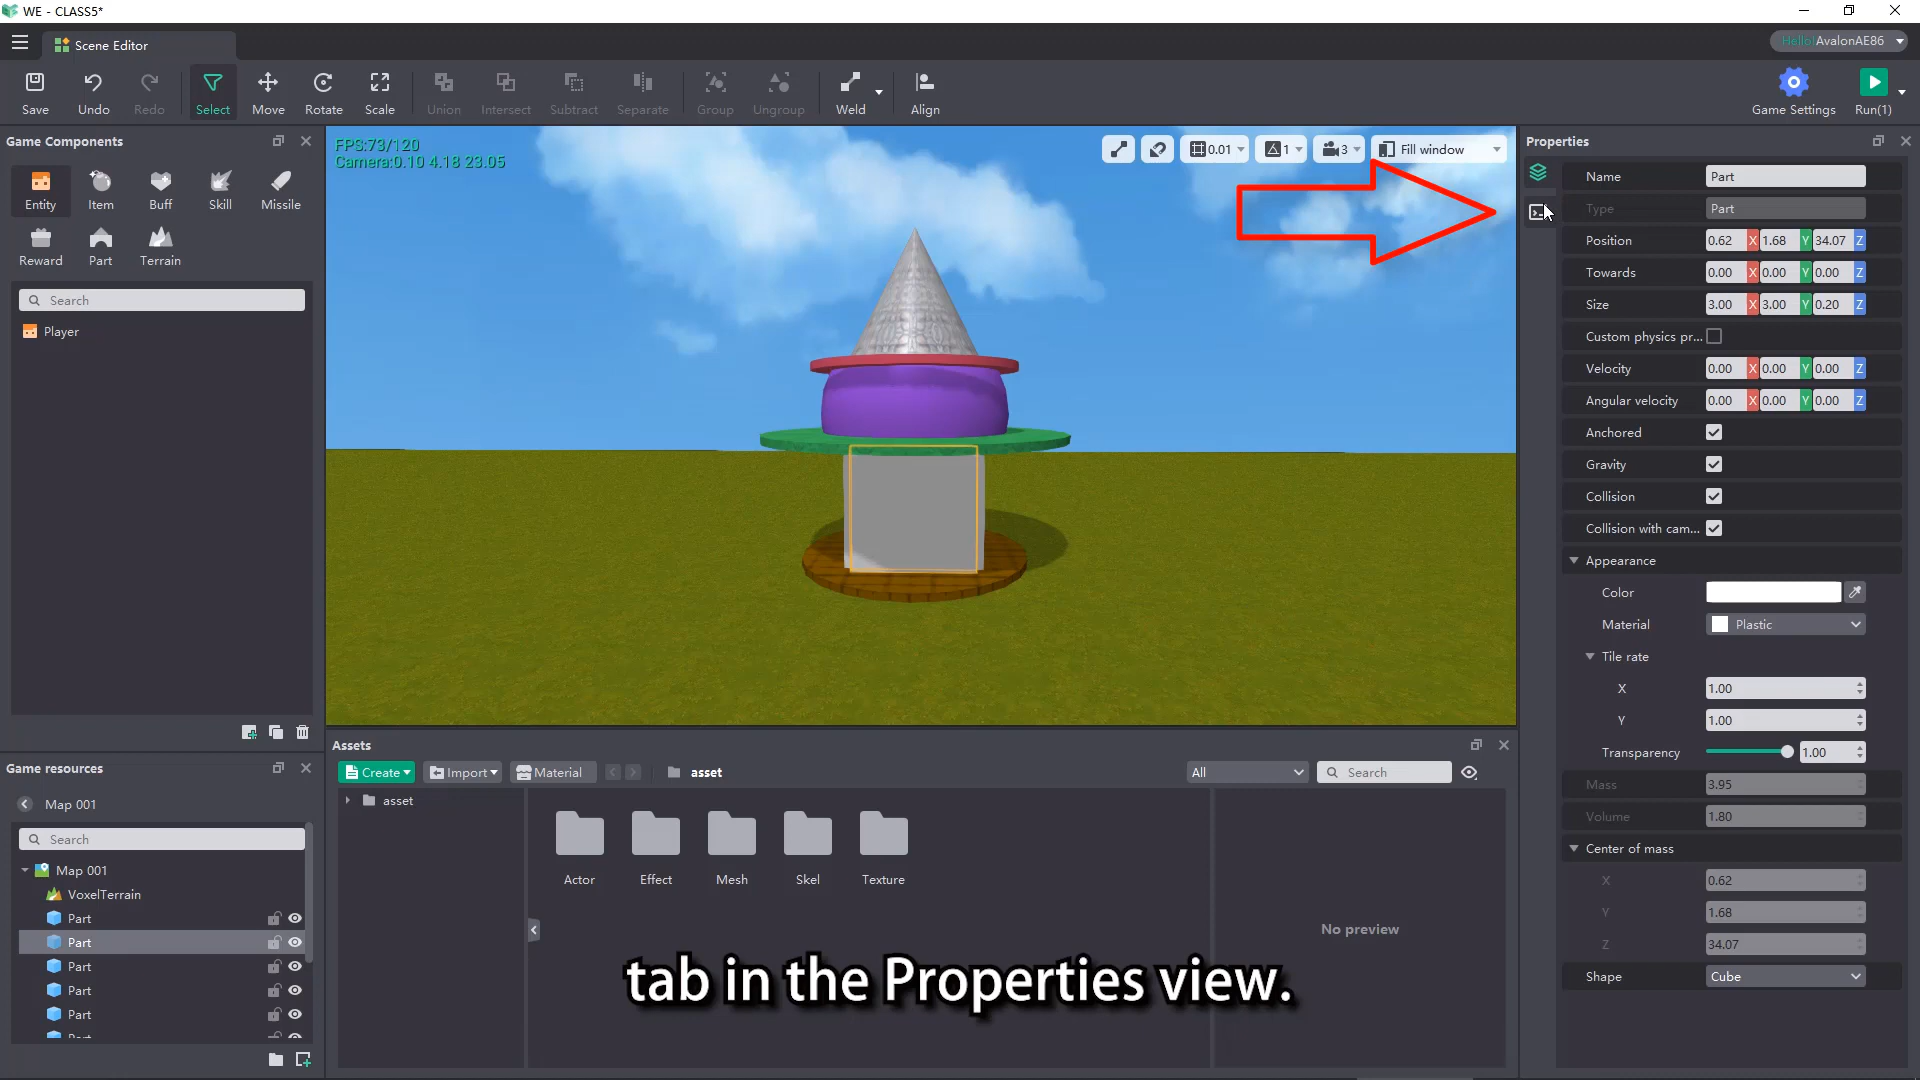 WE - CLASS5*
Scene Editor
Hello! AvalonAE86
Save Undo Redo Select Move Rotate Scale Union Intersect Subtract Separate Group Ungroup Weld Align Game Settings Run(1)
Game Components
Entity Item Buff Skill Missile
Reward Part Terrain
Search
Player
FPS:73/120
Camera:0.10 4.18 23.05
0.01 1 3 Fill window
Game resources
Map 001
Search
Map 001
VoxelTerrain
Part
Part
Part
Part
Part
Part
Assets
Create Import Material asset All Search
asset
Actor Effect Mesh Skel Texture
No preview
tab in the Properties view.
Properties
Name Part
Type Part
Position 0.62 X 1.68 Y 34.07 Z
Towards 0.00 X 0.00 Y 0.00 Z
Size 3.00 X 3.00 Y 0.20 Z
Custom physics pr...
Velocity 0.00 X 0.00 Y 0.00 Z
Angular velocity 0.00 X 0.00 Y 0.00 Z
Anchored
Gravity
Collision
Collision with cam...
Appearance
Color
Material Plastic
Tile rate
X 1.00
Y 1.00
Transparency 1.00
Mass 3.95
Volume 1.80
Center of mass
X 0.62
Y 1.68
Z 34.07
Shape Cube